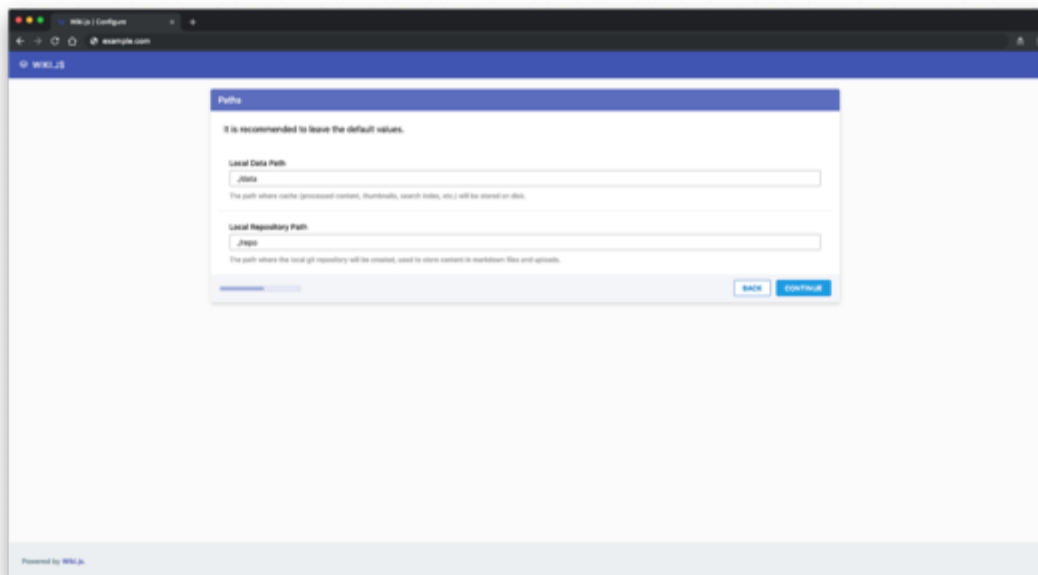 Wiki.js | Configure
example.com
WIKI.JS
Paths
It is recommended to leave the default values.
Local Data Path
./data
The path where cache (processed content, thumbnails, search index, etc.) will be stored on disk.
Local Repository Path
./repo
The path where the local git repository will be created, used to store content in markdown files and uploads.
BACK
CONTINUE
Powered by Wiki.js.